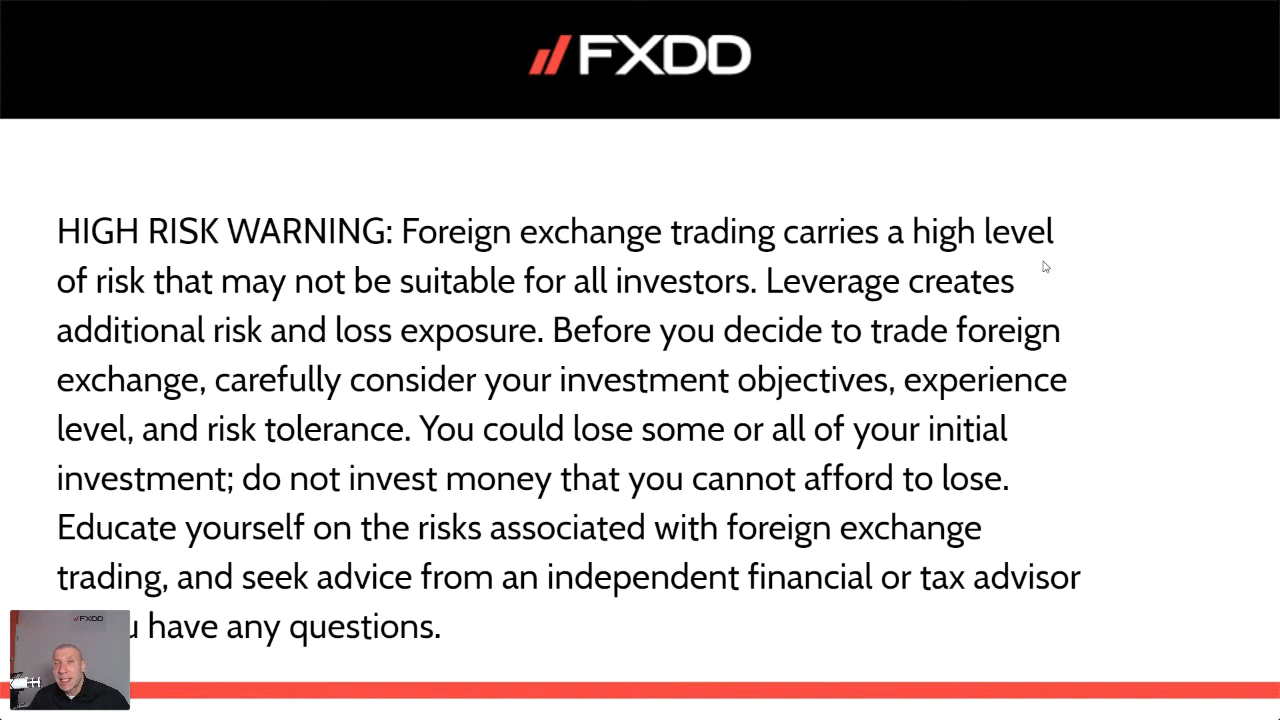 FXDD
HIGH RISK WARNING: Foreign exchange trading carries a high level
of risk that may not be suitable for all investors. Leverage creates
additional risk and loss exposure. Before you decide to trade foreign
exchange, carefully consider your investment objectives, experience
level, and risk tolerance. You could lose some or all of your initial
investment; do not invest money that you cannot afford to lose.
Educate yourself on the risks associated with foreign exchange
trading, and seek advice from an independent financial or tax advisor
have any questions.
FXDD